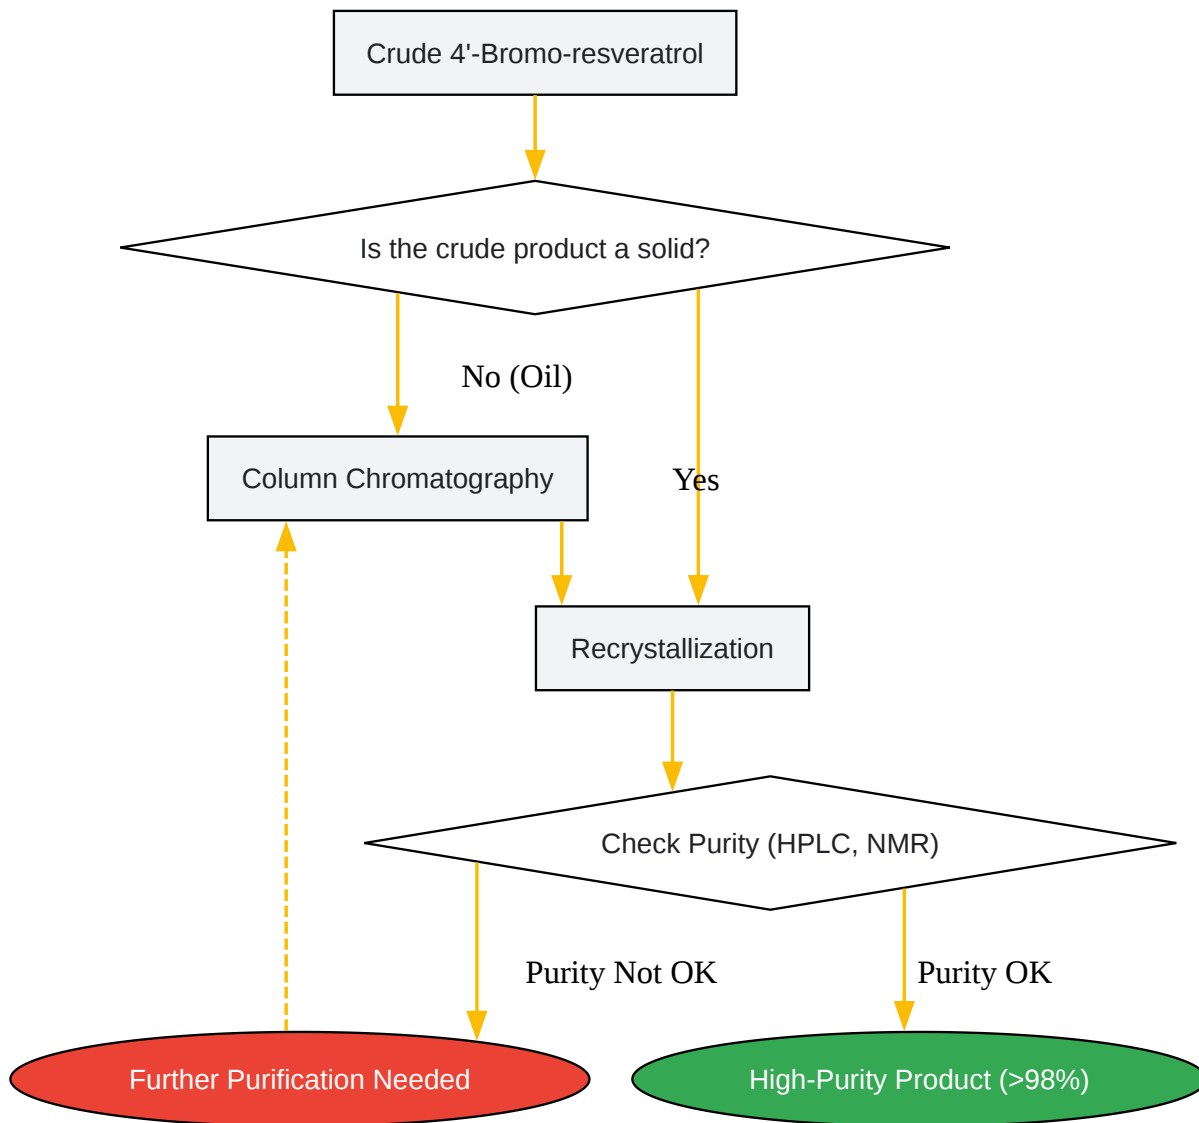 Crude 4'-Bromo-resveratrol
Is the crude product a solid?
No (Oil)
Column Chromatography
Yes
Recrystallization
Check Purity (HPLC, NMR)
Purity Not OK
Purity OK
Further Purification Needed
High-Purity Product (>98%)